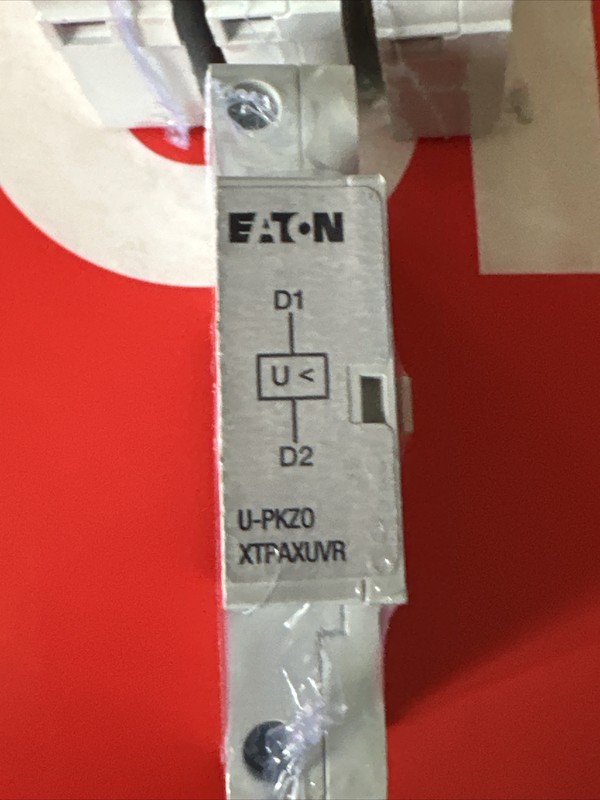 EATON
D1
U <
D2
U-PKZ0
XTPAXUVR